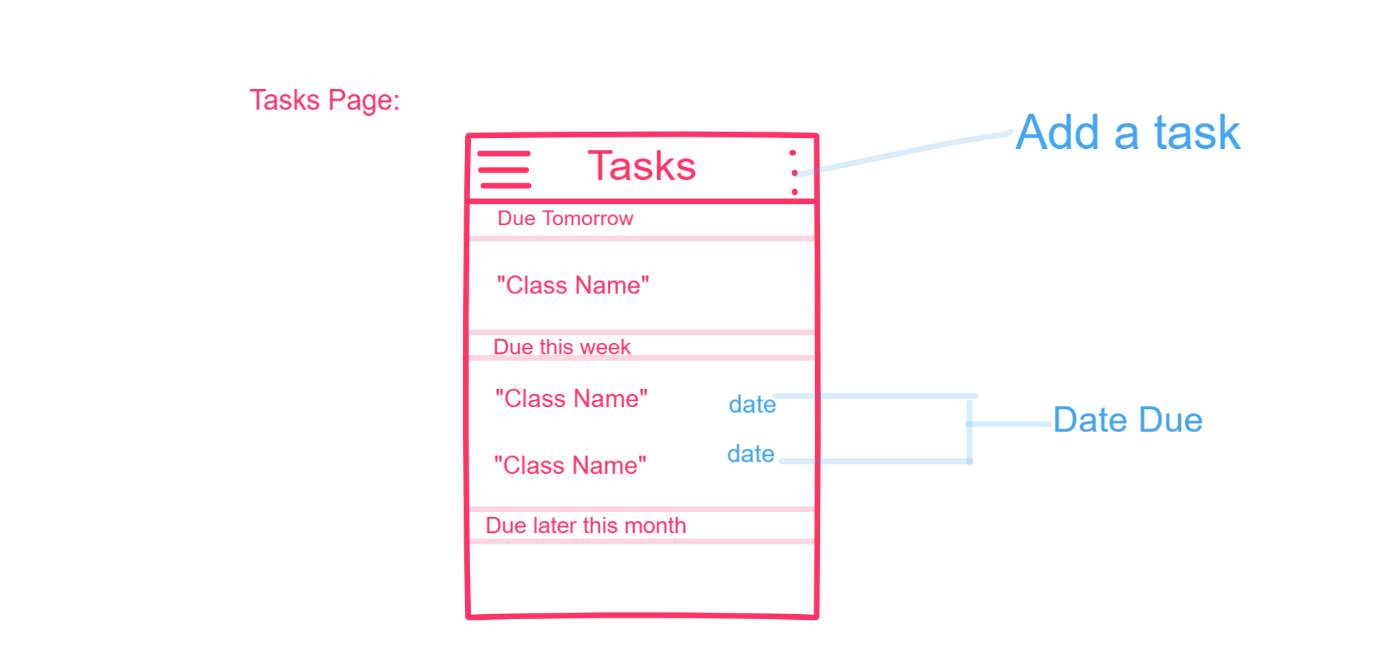 Tasks Page:
Tasks
Add a task
Due Tomorrow
"Class Name"
Due this week
"Class Name"
date
Date Due
"Class Name"
date
Due later this month